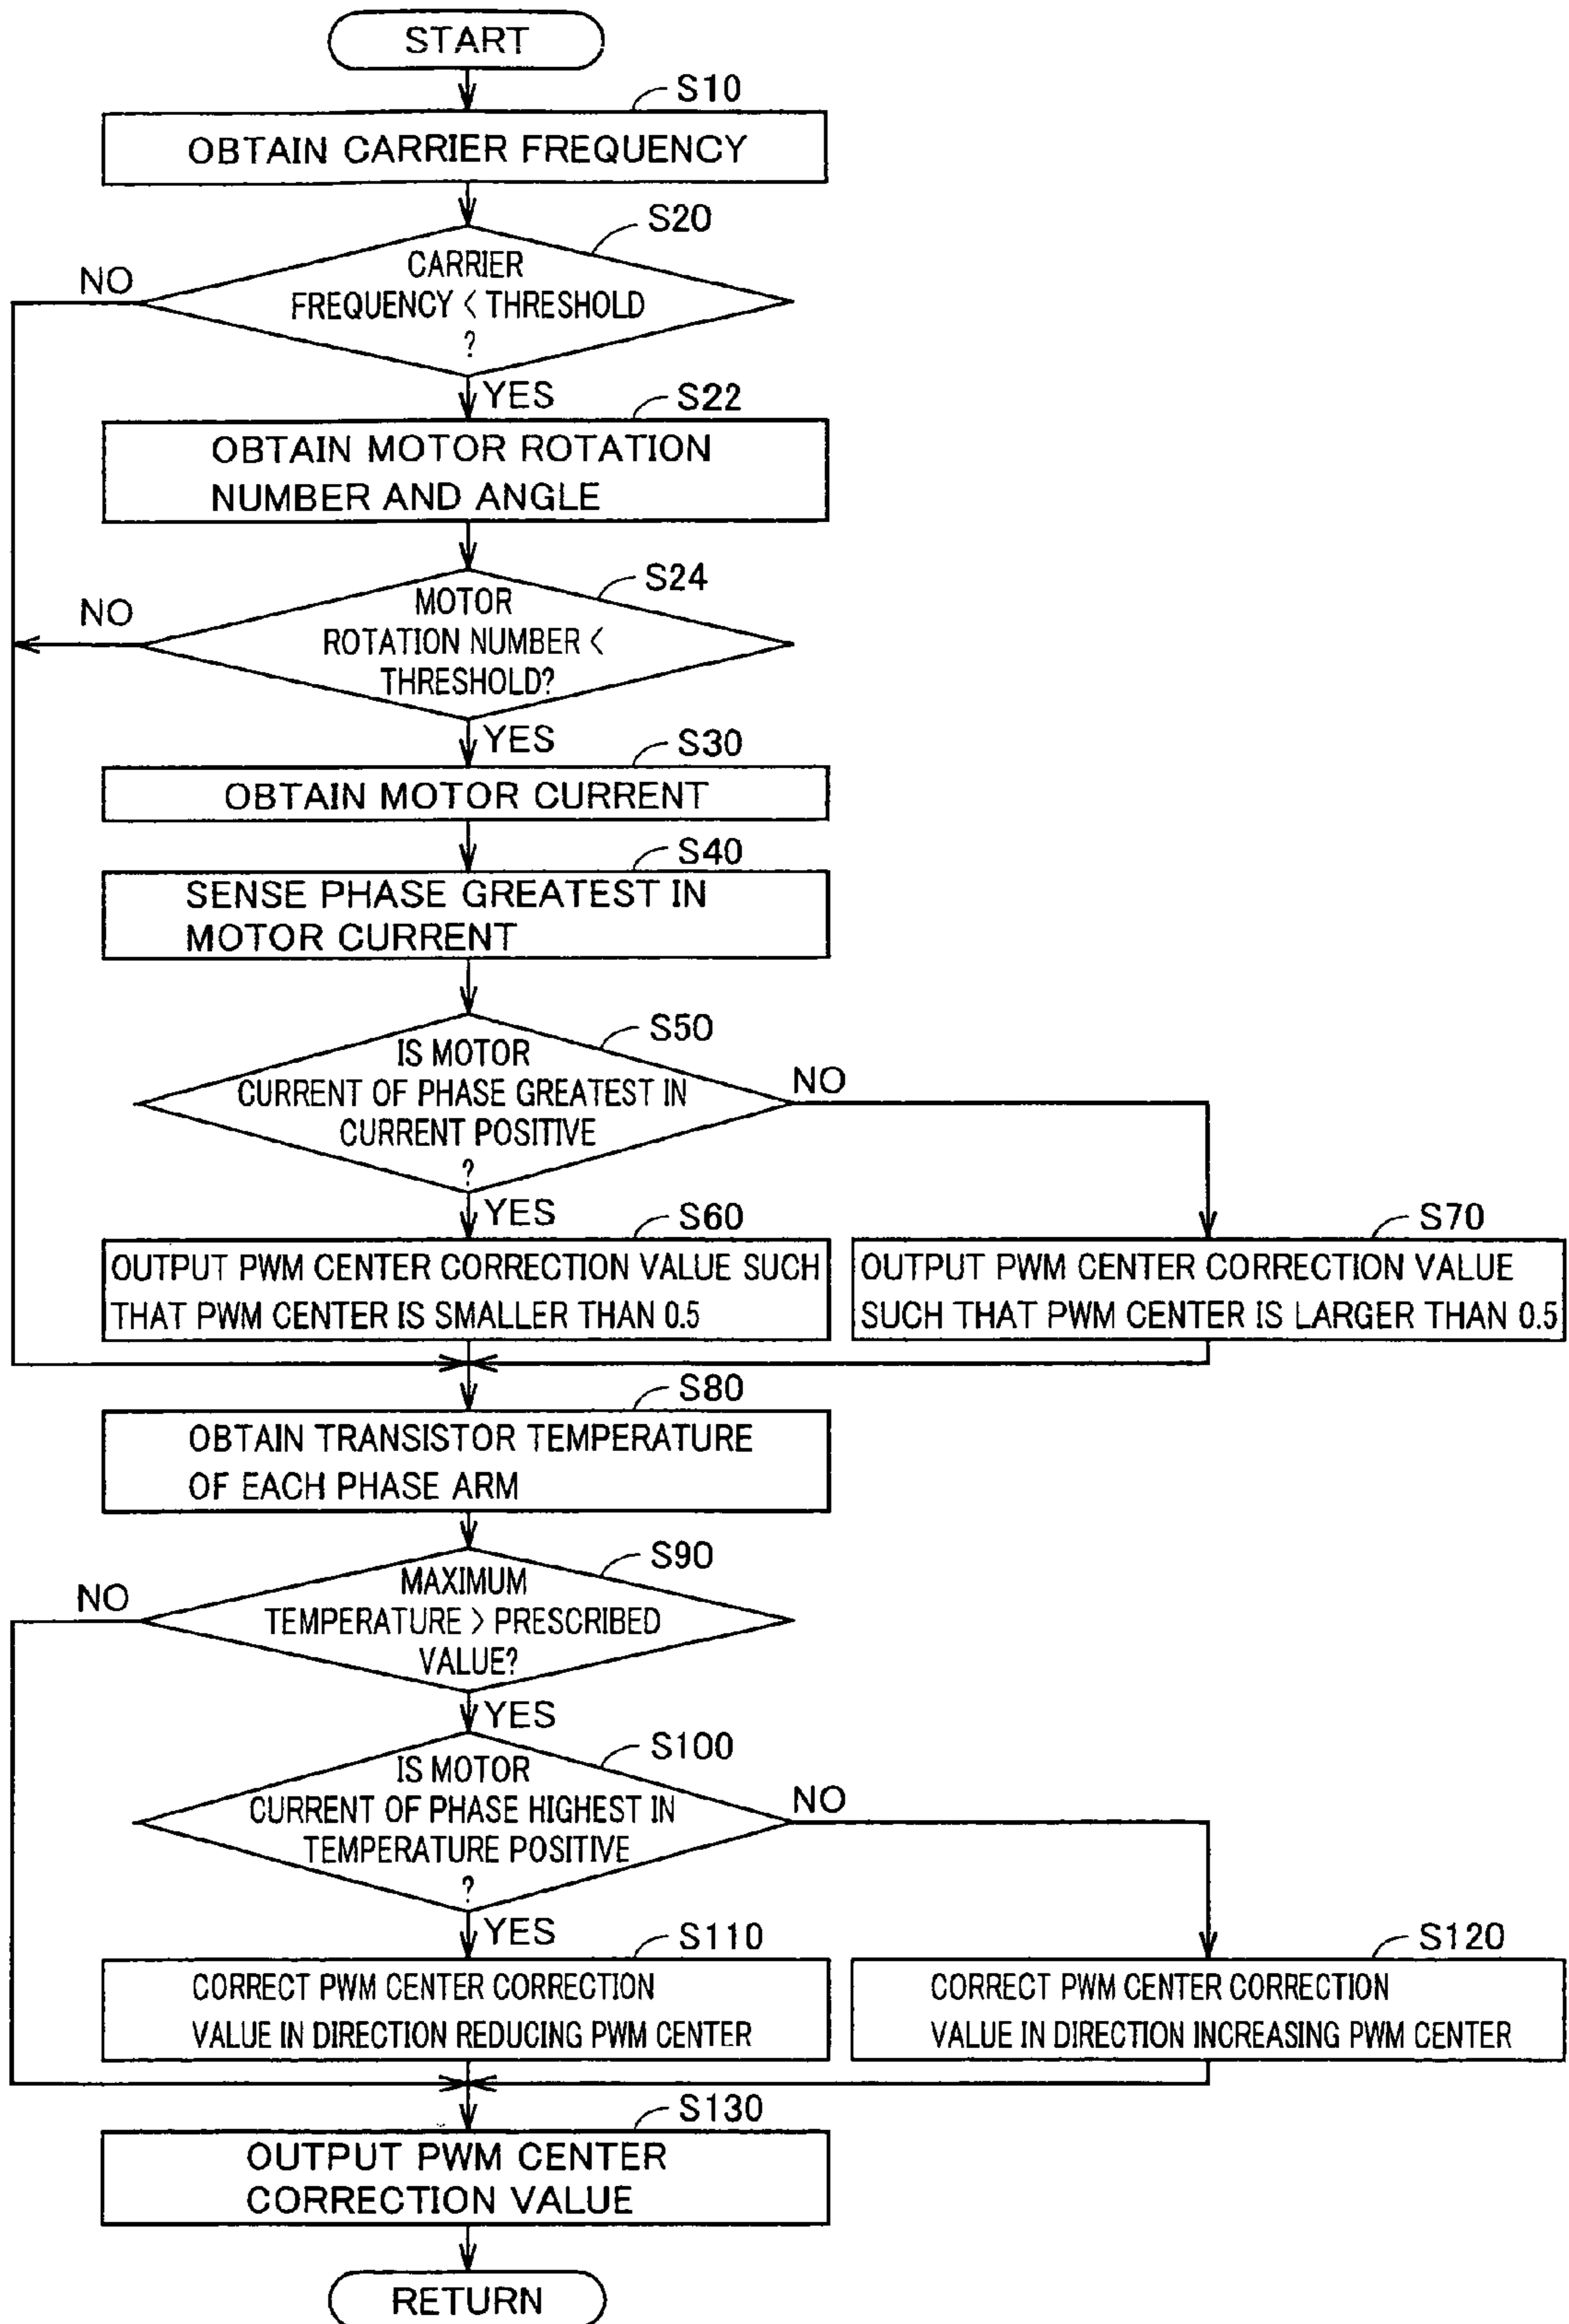 START
S10
OBTAIN CARRIER FREQUENCY
S20
CARRIER
FREQUENCY < THRESHOLD
?
NO
YES
S22
OBTAIN MOTOR ROTATION
NUMBER AND ANGLE
S24
MOTOR
ROTATION NUMBER <
THRESHOLD?
NO
YES
S30
OBTAIN MOTOR CURRENT
S40
SENSE PHASE GREATEST IN
MOTOR CURRENT
S50
IS MOTOR
CURRENT OF PHASE GREATEST IN
CURRENT POSITIVE
?
NO
YES
S60
OUTPUT PWM CENTER CORRECTION VALUE SUCH
THAT PWM CENTER IS SMALLER THAN 0.5
S70
OUTPUT PWM CENTER CORRECTION VALUE
SUCH THAT PWM CENTER IS LARGER THAN 0.5
S80
OBTAIN TRANSISTOR TEMPERATURE
OF EACH PHASE ARM
S90
MAXIMUM
TEMPERATURE > PRESCRIBED
VALUE?
NO
YES
S100
IS MOTOR
CURRENT OF PHASE HIGHEST IN
TEMPERATURE POSITIVE
?
NO
YES
S110
CORRECT PWM CENTER CORRECTION
VALUE IN DIRECTION REDUCING PWM CENTER
S120
CORRECT PWM CENTER CORRECTION
VALUE IN DIRECTION INCREASING PWM CENTER
S130
OUTPUT PWM CENTER
CORRECTION VALUE
RETURN